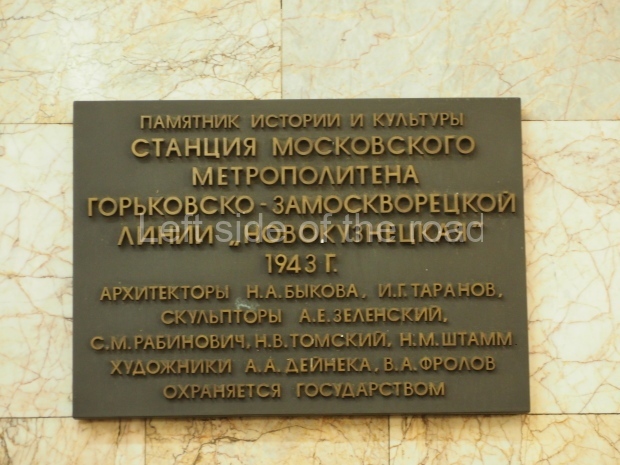 ПАМЯТНИК ИСТОРИИ И КУЛЬТУРЫ
СТАНЦИЯ МОСКОВСКОГО
МЕТРОПОЛИТЕНА
ГОРЬКОВСКО-ЗАМОСКВОРЕЦКОЙ
ЛИНИИ „НОВОКУЗНЕЦКАЯ"
Left side of the road
1943 Г.
АРХИТЕКТОРЫ Н.А.БЫКОВА, И.Г.ТАРАНОВ,
СКУЛЬПТОРЫ А.Е.ЗЕЛЕНСКИЙ,
С.М.РАБИНОВИЧ, Н.В.ТОМСКИЙ, Н.М.ШТАММ
ХУДОЖНИКИ А.А.ДЕЙНЕКА, В.А.ФРОЛОВ
ОХРАНЯЕТСЯ ГОСУДАРСТВОМ